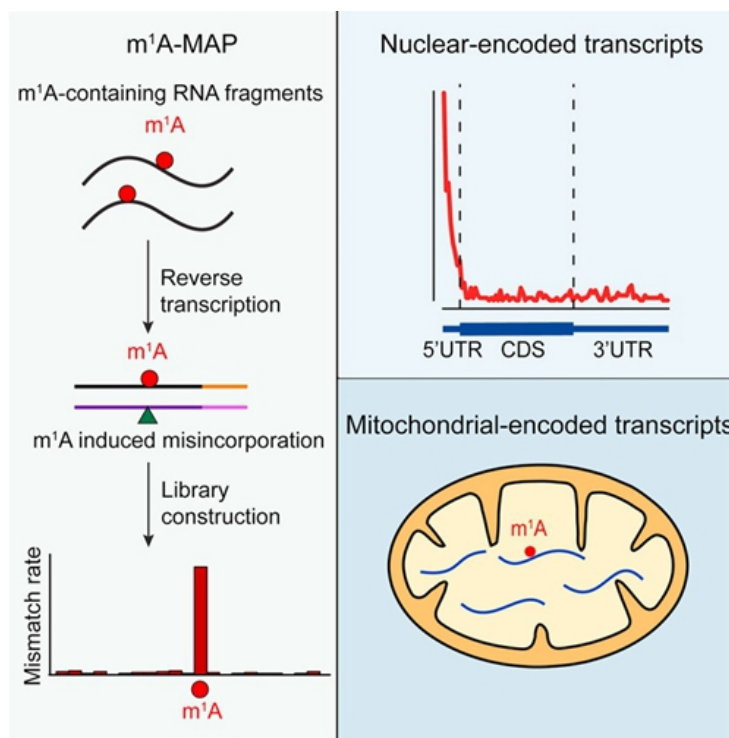 m¹A-MAP
m¹A-containing RNA fragments
m¹A
Reverse
transcription
m¹A
m¹A induced misincorporation
Library
construction
Mismatch rate
m¹A
Nuclear-encoded transcripts
5'UTR CDS 3'UTR
Mitochondrial-encoded transcripts
m¹A